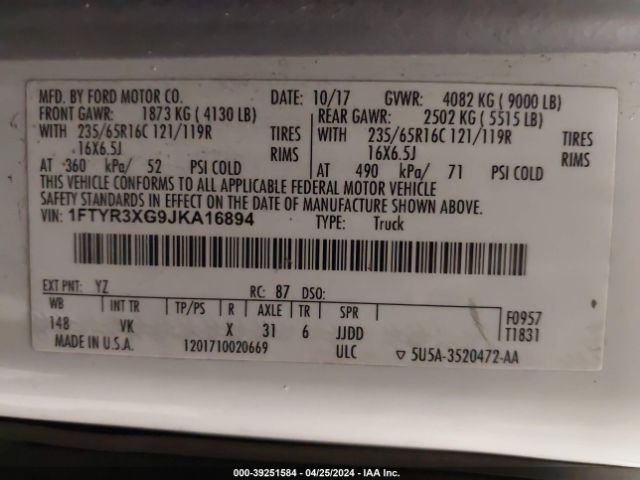 MFD. BY FORD MOTOR CO. DATE: 10/17 GVWR: 4082 KG ( 9000 LB)
FRONT GAWR: 1873 KG ( 4130 LB) REAR GAWR: 2502 KG ( 5515 LB)
WITH 235/65R16C 121/119R TIRES WITH 235/65R16C 121/119R TIRES
16X6.5J RIMS 16X6.5J RIMS
AT 360 kPa/ 52 PSI COLD AT 490 kPa/ 71 PSI COLD
THIS VEHICLE CONFORMS TO ALL APPLICABLE FEDERAL MOTOR VEHICLE
SAFETY STANDARDS IN EFFECT ON THE DATE OF MANUFACTURE SHOWN ABOVE.
VIN: 1FTYR3XG9JKA16894 TYPE: Truck
EXT PNT: YZ RC: 87 DSO:
WB INT TR TP/PS R AXLE TR SPR F0957
148 VK X 31 6 JJDD T1831
MADE IN U.S.A. 1201710020669 ULC 5U5A-3520472-AA
000-39251584 - 04/25/2024 - IAA Inc.